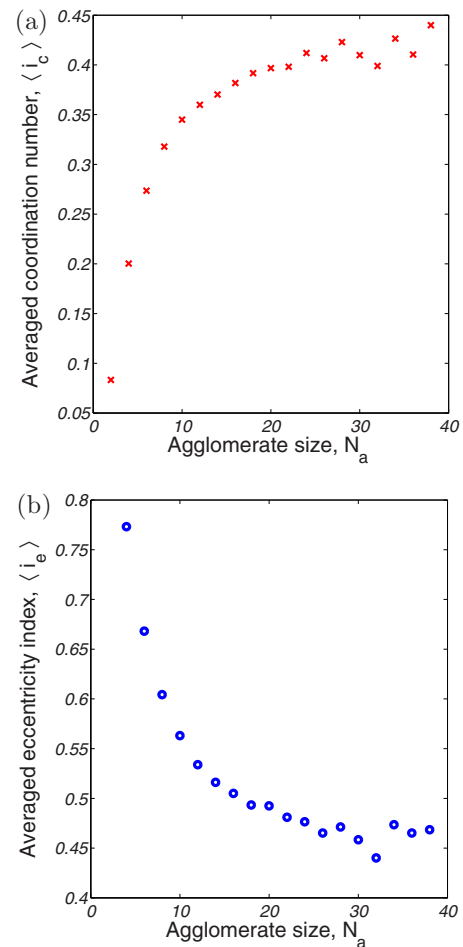 (a)
0.45
0.4
0.35
0.3
0.25
0.2
0.15
0.1
0.05
0 10 20 30 40
Averaged coordination number, ⟨ i_c ⟩
Agglomerate size, N_a
(b)
0.8
0.75
0.7
0.65
0.6
0.55
0.5
0.45
0.4
0 10 20 30 40
Averaged eccentricity index, ⟨ i_e ⟩
Agglomerate size, N_a